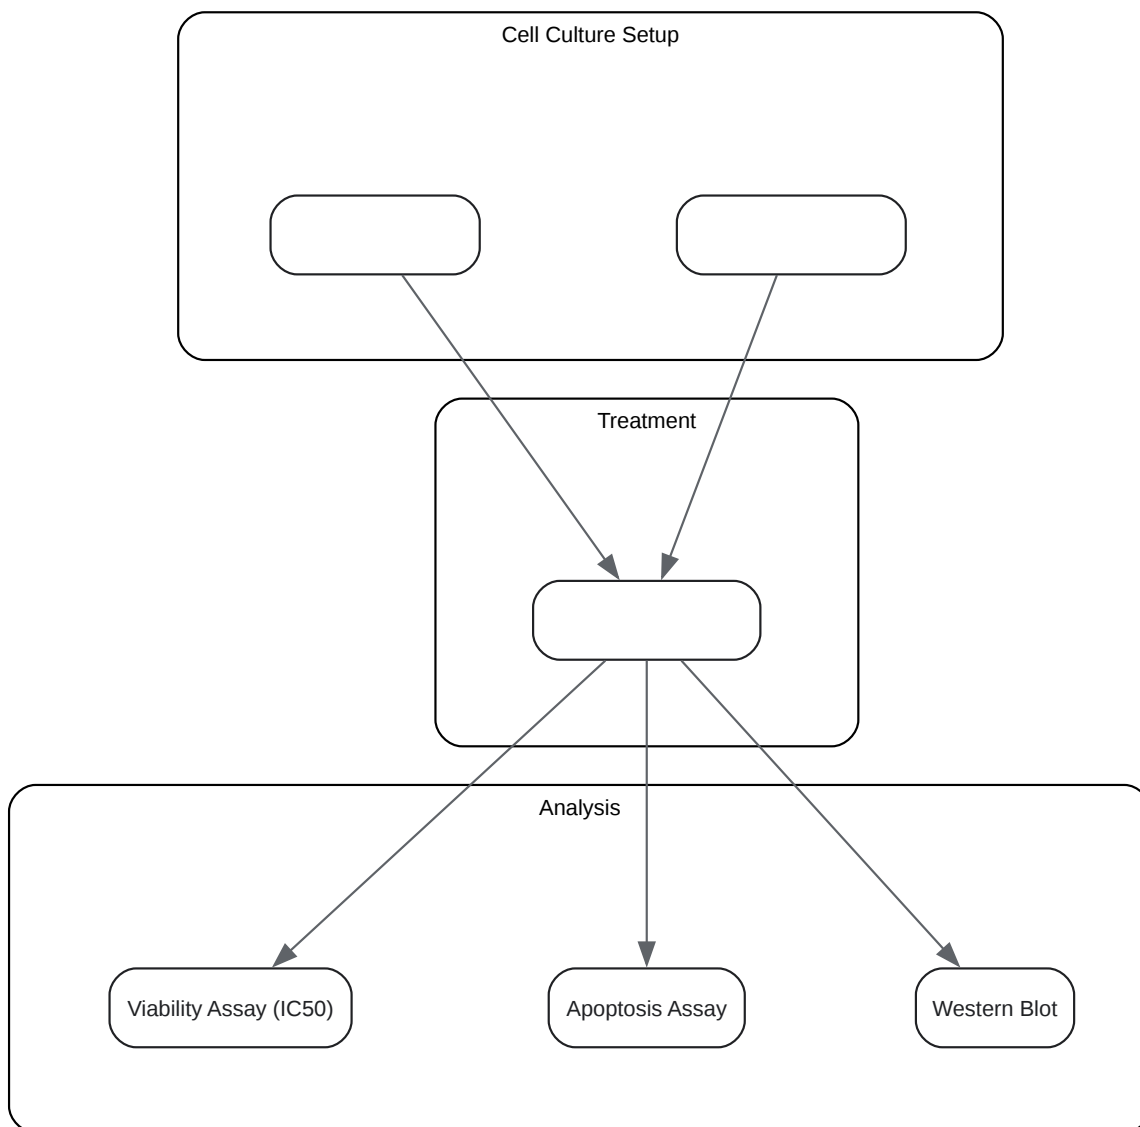 Cell Culture Setup
Treatment
Analysis
Viability Assay (IC50)
Apoptosis Assay
Western Blot